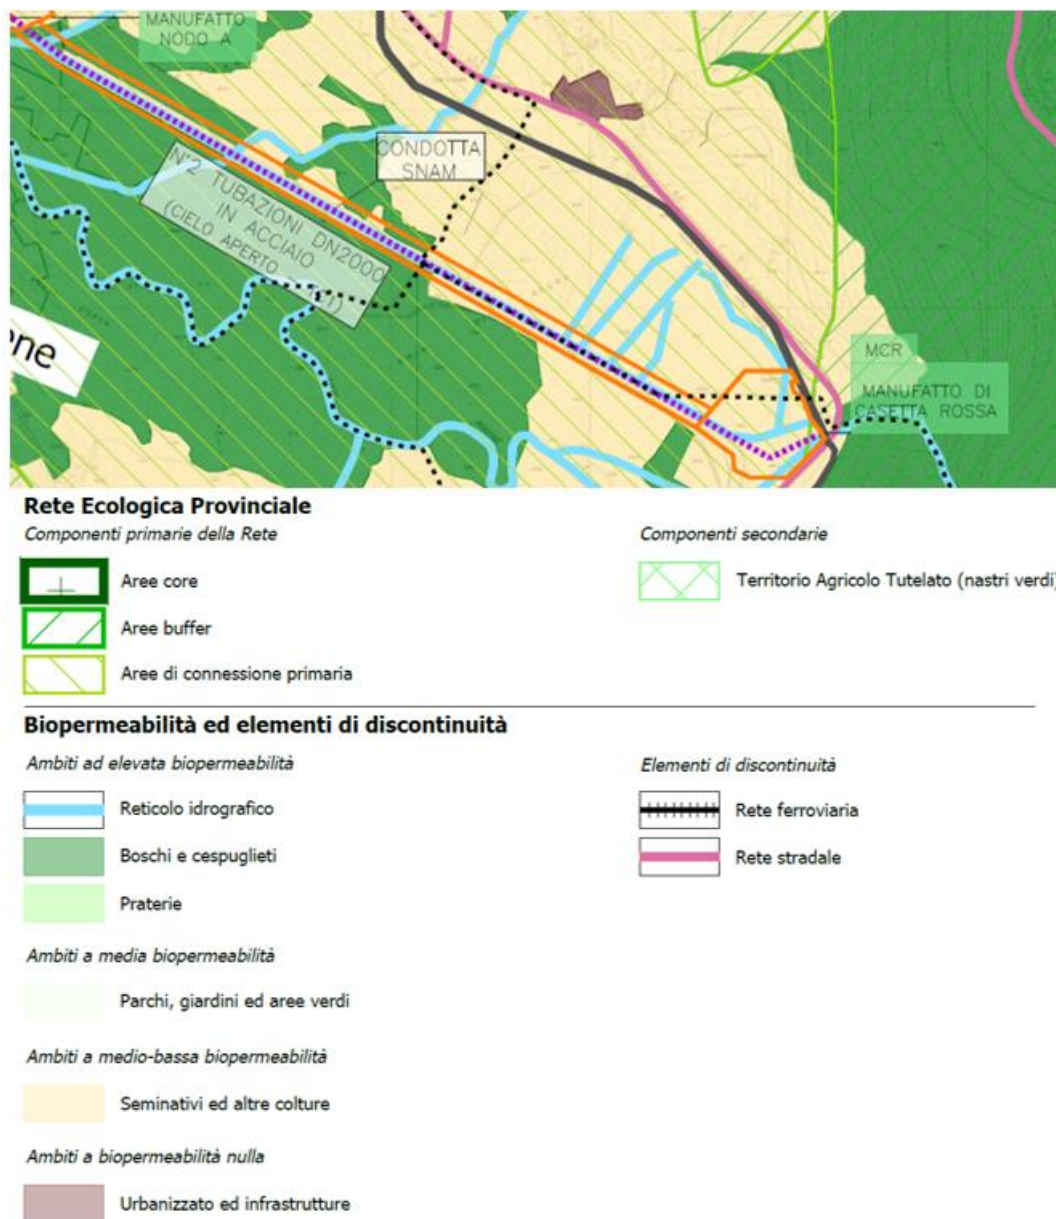 MANUFATTO
NODO A
CONDOTTA
SNAM
N°2 TUBAZIONI DN2000
IN ACCIAIO
(CIELO APERTO
ne
MCR
MANUFATTO DI
CASETTA ROSSA
Rete Ecologica Provinciale
Componenti primarie della Rete
Componenti secondarie
Aree core
Territorio Agricolo Tutelato (nastri verdi)
Aree buffer
Aree di connessione primaria
Biopermeabilità ed elementi di discontinuità
Ambiti ad elevata biopermeabilità
Elementi di discontinuità
Reticolo idrografico
Rete ferroviaria
Boschi e cespuglieti
Rete stradale
Praterie
Ambiti a media biopermeabilità
Parchi, giardini ed aree verdi
Ambiti a medio-bassa biopermeabilità
Seminativi ed altre colture
Ambiti a biopermeabilità nulla
Urbanizzato ed infrastrutture